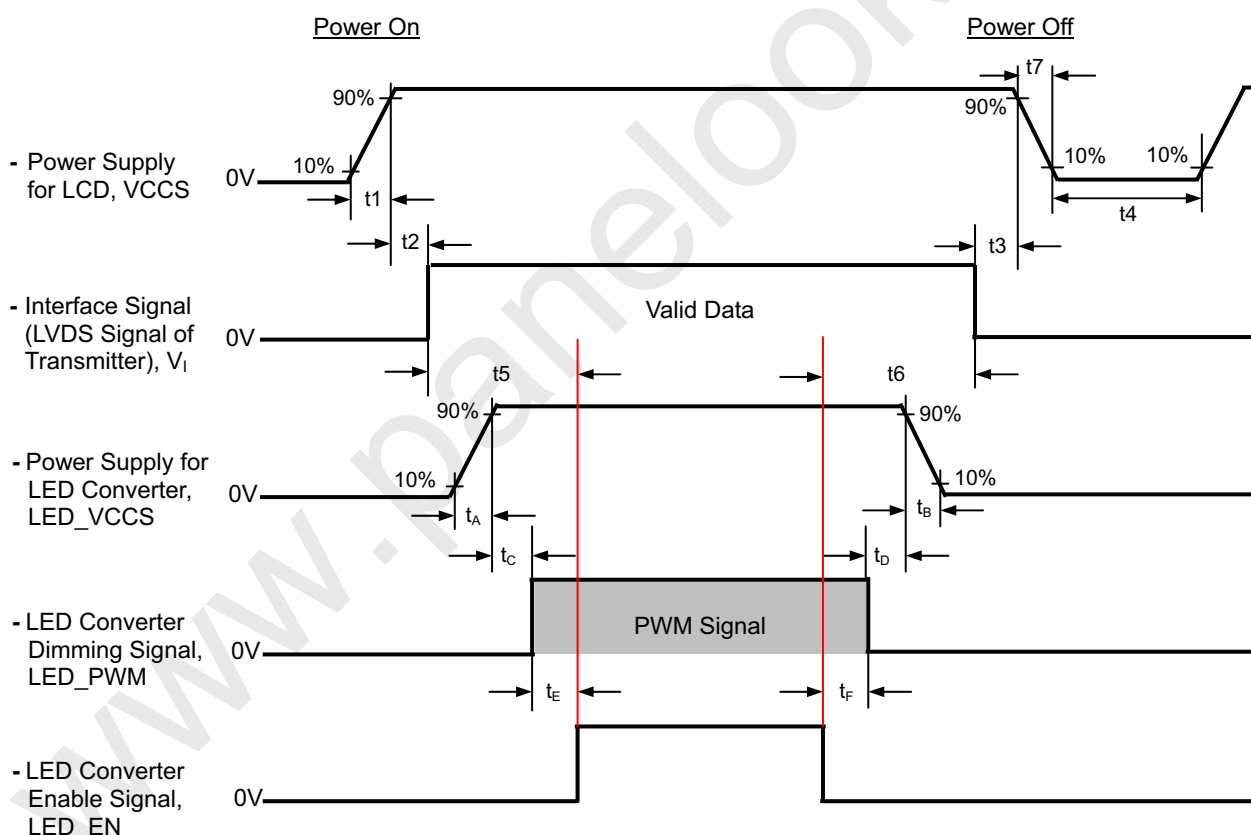 Power On
Power Off
t7
90%
90%
10%
10%
10%
- Power Supply
for LCD, VCCS
0V
t1
t4
t2
t3
- Interface Signal
(LVDS Signal of
Transmitter), VI
0V
Valid Data
t5
t6
90%
90%
- Power Supply for
LED Converter,
LED_VCCS
0V
10%
10%
tA
tB
tC
tD
- LED Converter
Dimming Signal,
LED_PWM
0V
PWM Signal
tE
tF
- LED Converter
Enable Signal,
LED_EN
0V